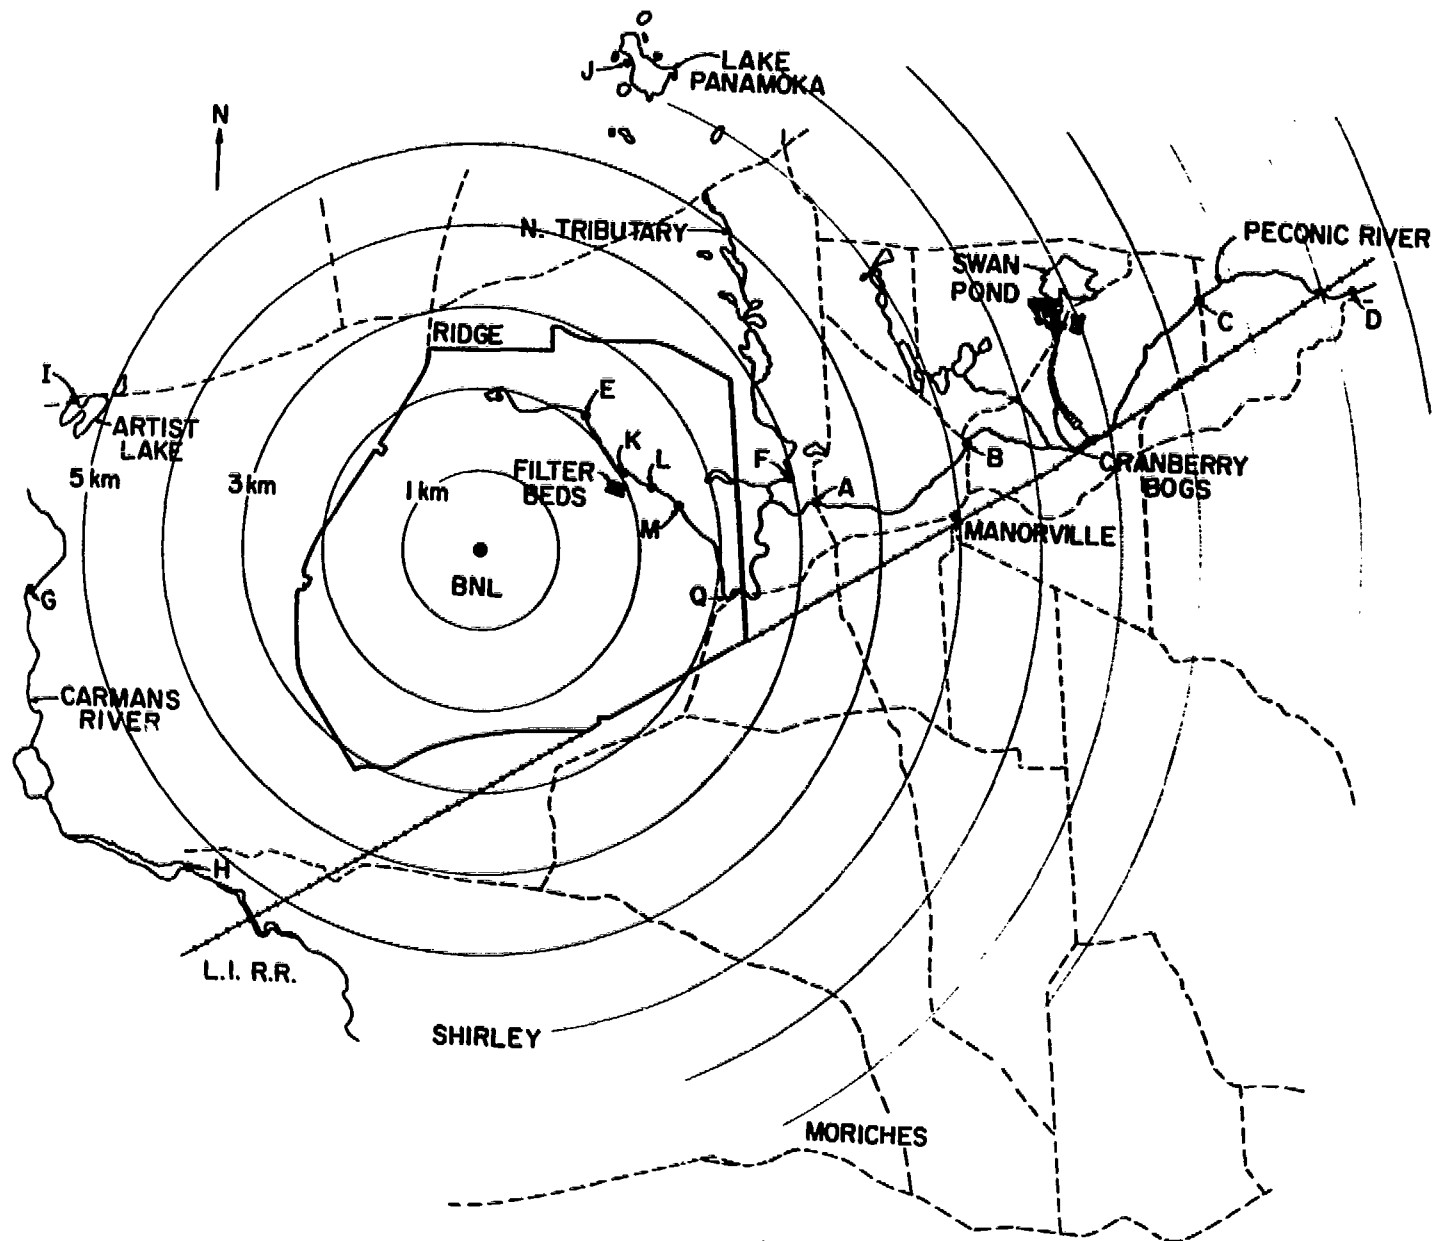 LAKE
PANAMOKA
J
N
N. TRIBUTARY
PECONIC RIVER
SWAN
POND
C
D
RIDGE
I
ARTIST
LAKE
E
5 km
3 km
1 km
K
L
FILTER
BEDS
M
F
A
B
CRANBERRY
BOGS
MANORVILLE
BNL
Q
G
CARMANS
RIVER
H
L.I. R.R.
SHIRLEY
MORICHES